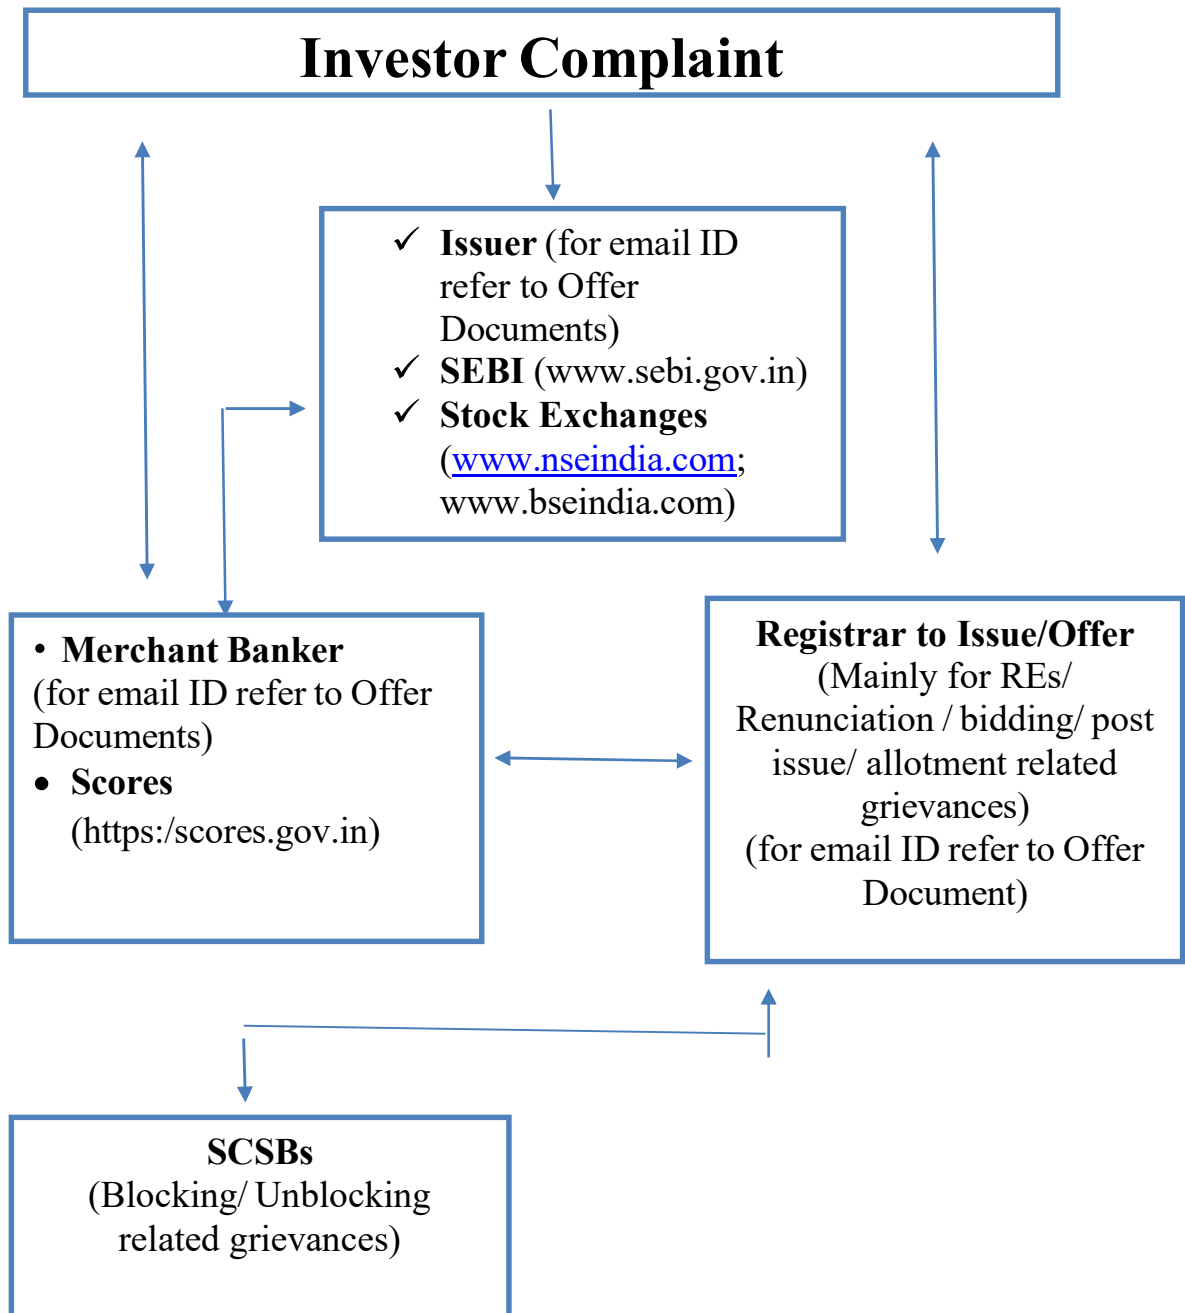 Investor Complaint
✓ Issuer (for email ID
refer to Offer
Documents)
✓ SEBI (www.sebi.gov.in)
✓ Stock Exchanges
(www.nseindia.com;
www.bseindia.com)
• Merchant Banker
(for email ID refer to Offer
Documents)
• Scores
(https:/scores.gov.in)
Registrar to Issue/Offer
(Mainly for REs/
Renunciation / bidding/ post
issue/ allotment related
grievances)
(for email ID refer to Offer
Document)
SCSBs
(Blocking/ Unblocking
related grievances)